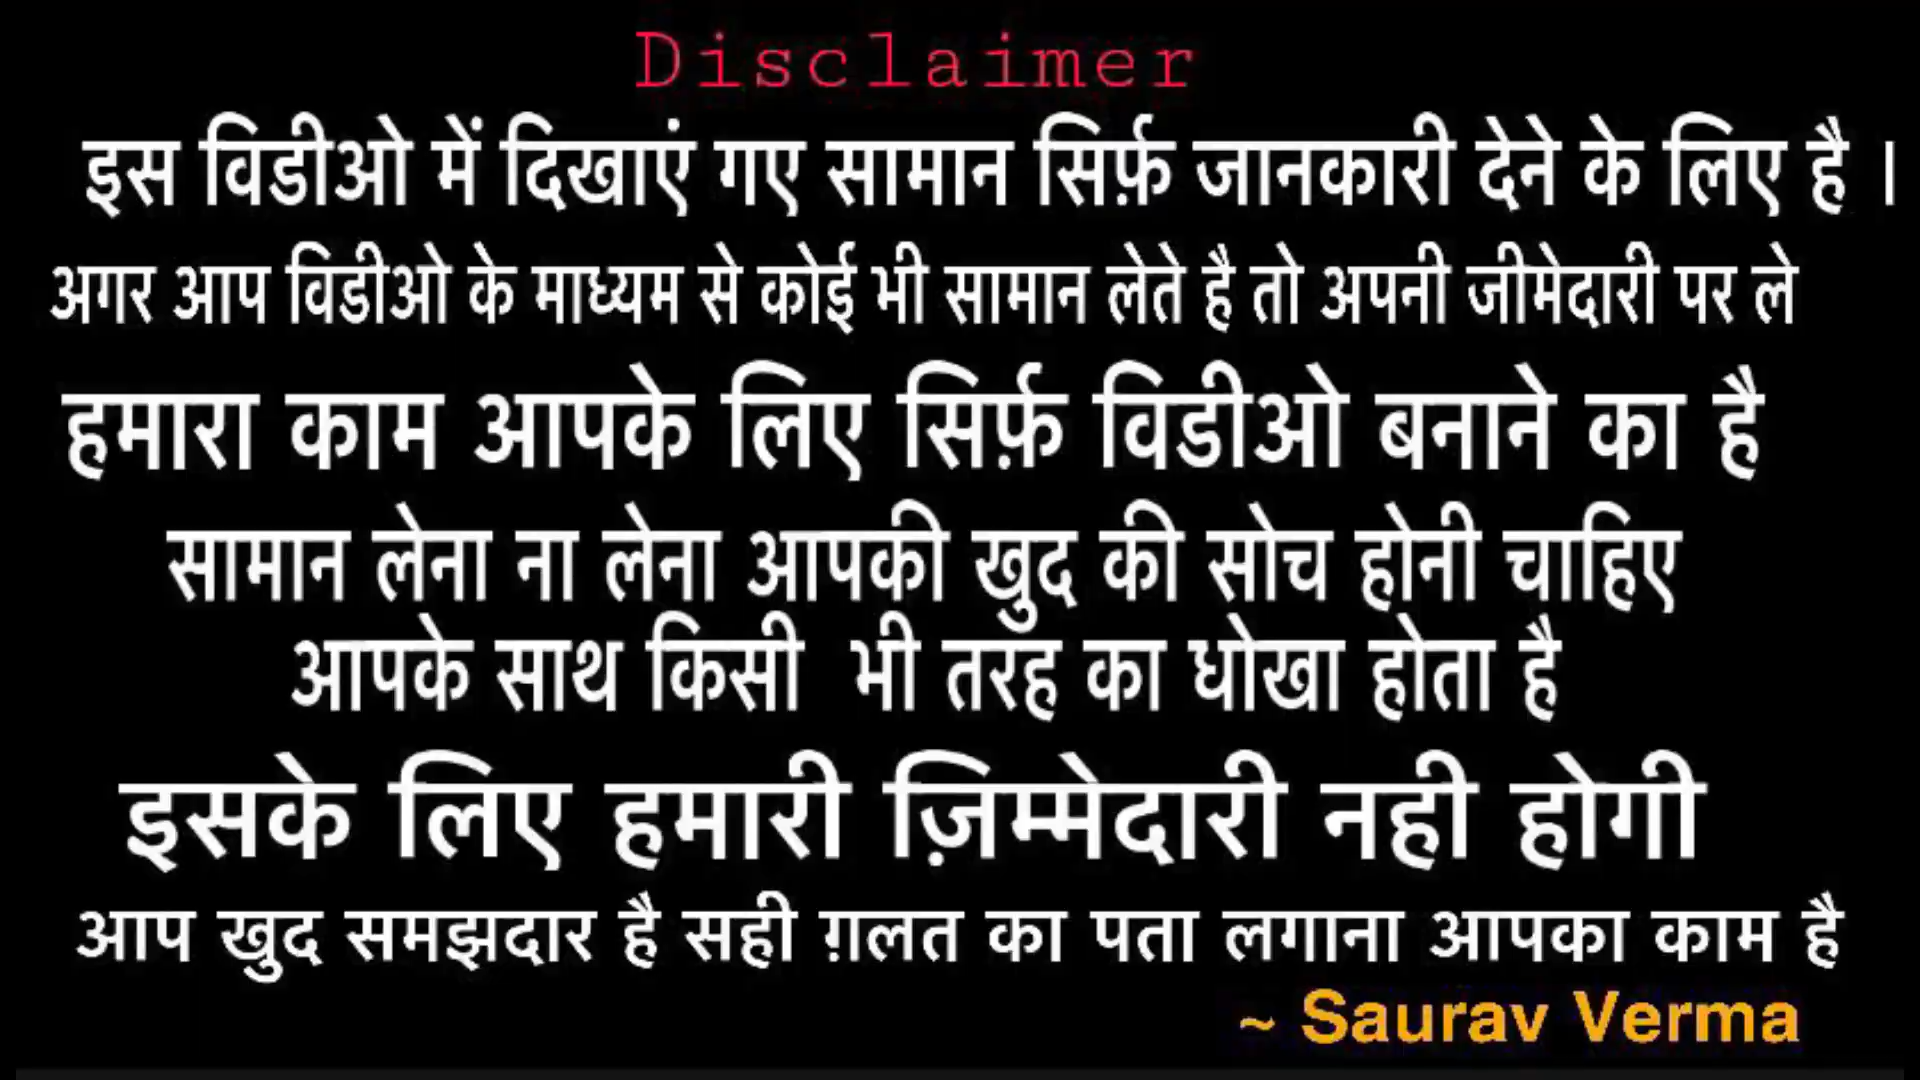 Disclaimer
इस विडीओ में दिखाएं गए सामान सिर्फ़ जानकारी देने के लिए है ।
अगर आप विडीओ के माध्यम से कोई भी सामान लेते है तो अपनी जीमेदारी पर ले
हमारा काम आपके लिए सिर्फ़ विडीओ बनाने का है
सामान लेना ना लेना आपकी खुद की सोच होनी चाहिए
आपके साथ किसी भी तरह का धोखा होता है
इसके लिए हमारी ज़िम्मेदारी नही होगी
आप खुद समझदार है सही ग़लत का पता लगाना आपका काम है
~ Saurav Verma